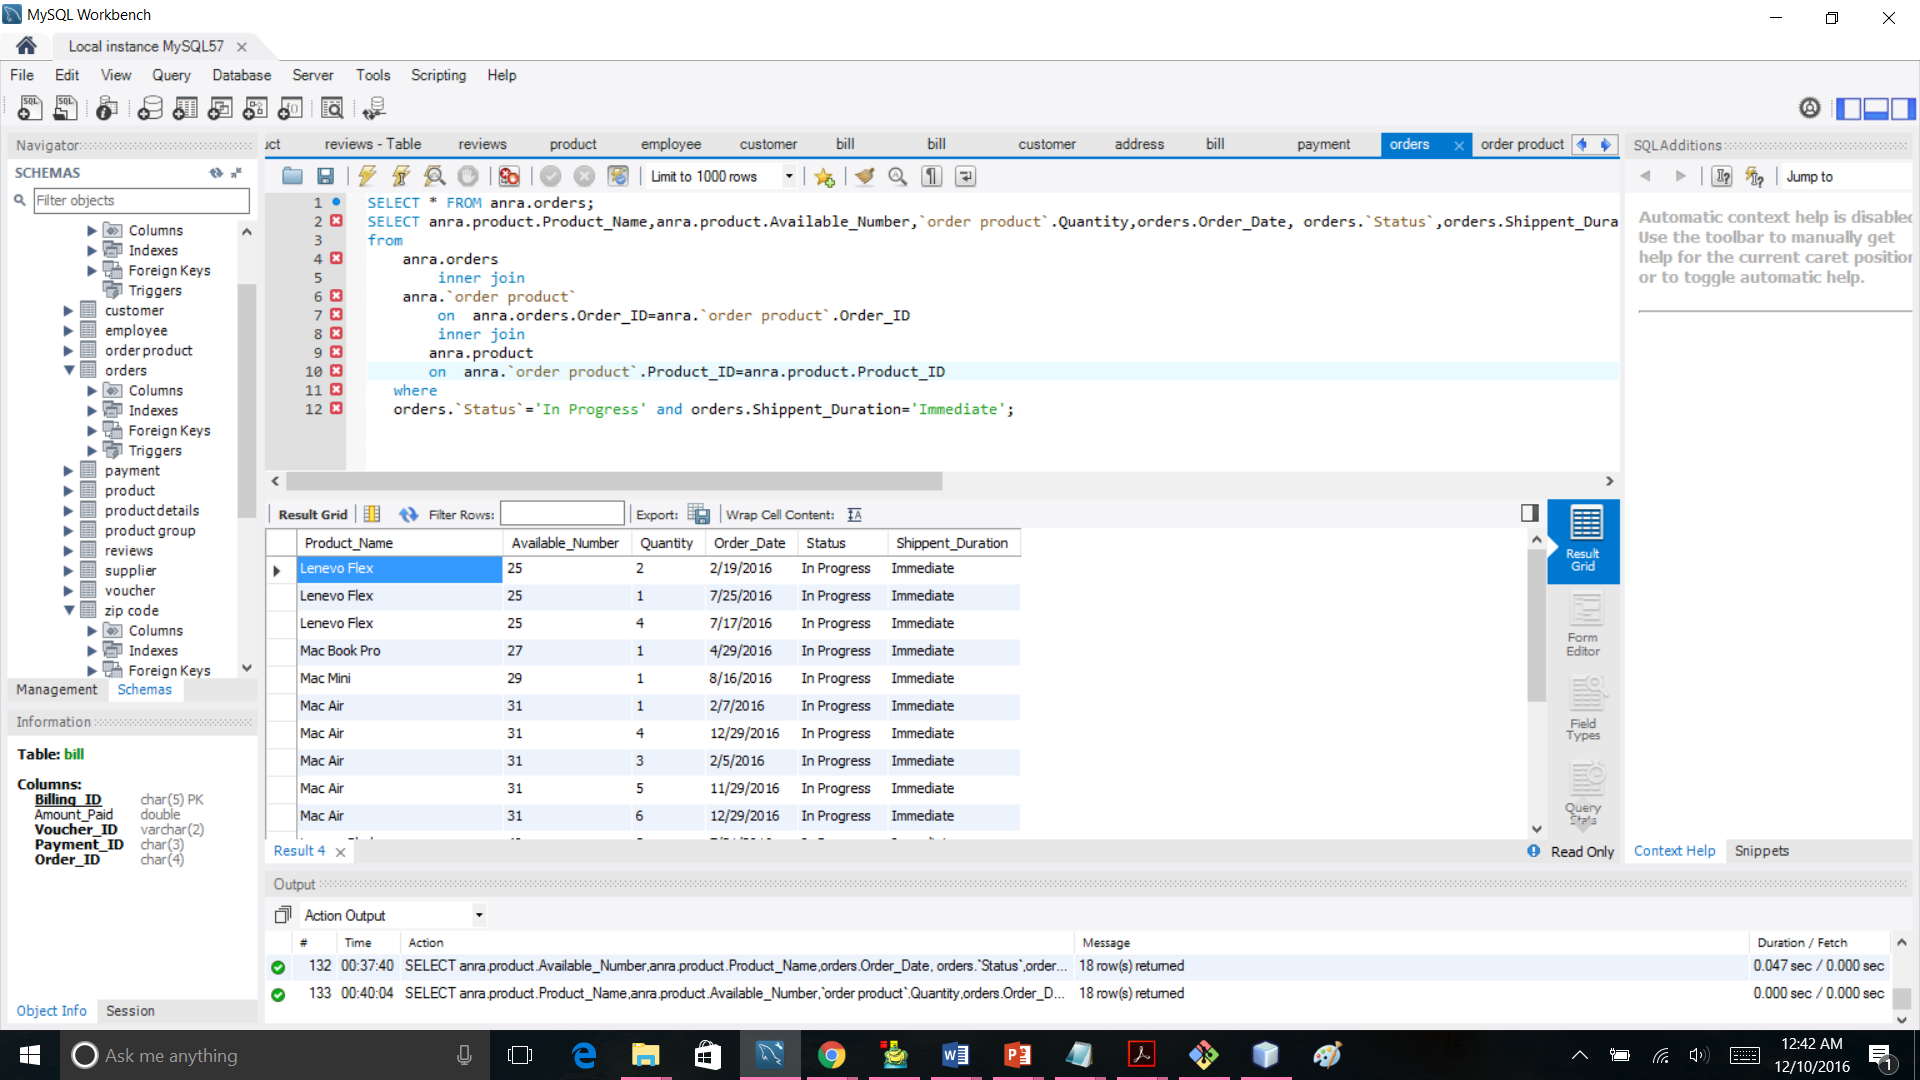 MySQL Workbench
Local instance MySQL57
File Edit View Query Database Server Tools Scripting Help
Navigator
SCHEMAS
Filter objects
Columns
Indexes
Foreign Keys
Triggers
customer
employee
order product
orders
Columns
Indexes
Foreign Keys
Triggers
payment
product
product details
product group
reviews
supplier
voucher
zip code
Columns
Indexes
Foreign Keys
Management Schemas
Information
Table: bill
Columns:
Billing_ID char(5) PK
Amount_Paid double
Voucher_ID varchar(2)
Payment_ID char(3)
Order_ID char(4)
Object Info Session
uct reviews - Table reviews product employee customer bill bill customer address bill payment orders order product
Limit to 1000 rows
1 SELECT * FROM anra.orders;
2 SELECT anra.product.Product_Name,anra.product.Available_Number,`order product`.Quantity,orders.Order_Date, orders.`Status`,orders.Shippent_Dura
3 from
4 anra.orders
5 inner join
6 anra.`order product`
7 on anra.orders.Order_ID=anra.`order product`.Order_ID
8 inner join
9 anra.product
10 on anra.`order product`.Product_ID=anra.product.Product_ID
11 where
12 orders.`Status`='In Progress' and orders.Shippent_Duration='Immediate';
Result Grid Filter Rows: Export: Wrap Cell Content:
Product_Name Available_Number Quantity Order_Date Status Shippent_Duration
Lenevo Flex 25 2 2/19/2016 In Progress Immediate
Lenevo Flex 25 1 7/25/2016 In Progress Immediate
Lenevo Flex 25 4 7/17/2016 In Progress Immediate
Mac Book Pro 27 1 4/29/2016 In Progress Immediate
Mac Mini 29 1 8/16/2016 In Progress Immediate
Mac Air 31 1 2/7/2016 In Progress Immediate
Mac Air 31 4 12/29/2016 In Progress Immediate
Mac Air 31 3 2/5/2016 In Progress Immediate
Mac Air 31 5 11/29/2016 In Progress Immediate
Mac Air 31 6 12/29/2016 In Progress Immediate
Result Grid
Form Editor
Field Types
Query Stats
Result 4
Read Only
SQLAdditions
Jump to
Automatic context help is disabled
Use the toolbar to manually get
help for the current caret position
or to toggle automatic help.
Context Help Snippets
Output
Action Output
# Time Action Message Duration / Fetch
132 00:37:40 SELECT anra.product.Available_Number,anra.product.Product_Name,orders.Order_Date, orders.`Status`,order... 18 row(s) returned 0.047 sec / 0.000 sec
133 00:40:04 SELECT anra.product.Product_Name,anra.product.Available_Number,`order product`.Quantity,orders.Order_D... 18 row(s) returned 0.000 sec / 0.000 sec
Ask me anything
12:42 AM
12/10/2016
1